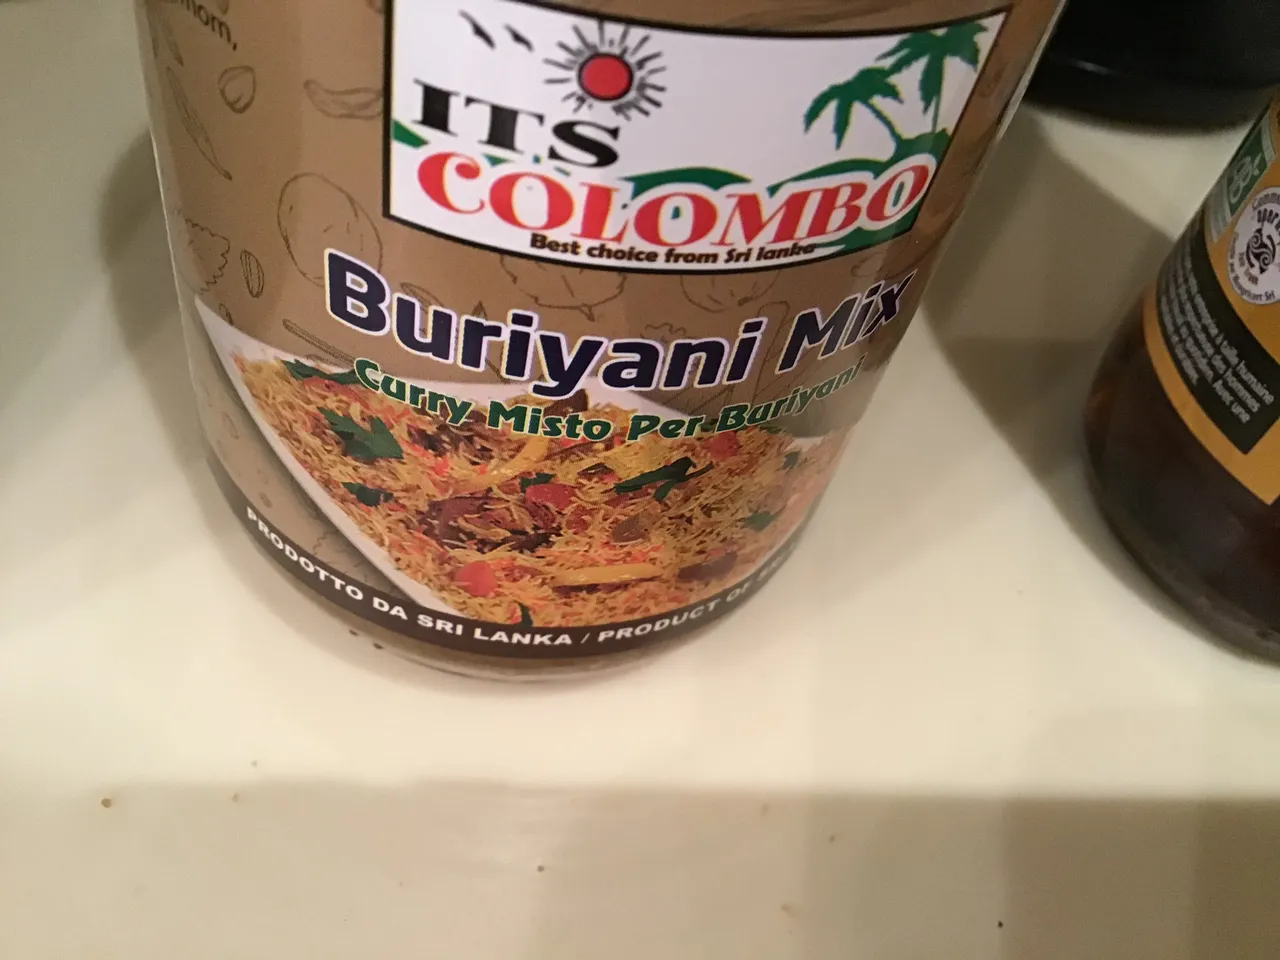 ITS
COLOMBO
Best choice from Sri lanka
Buriyani Mix
Curry Misto Per Buriyani
PRODOTTO DA SRI LANKA / PRODUCT OF